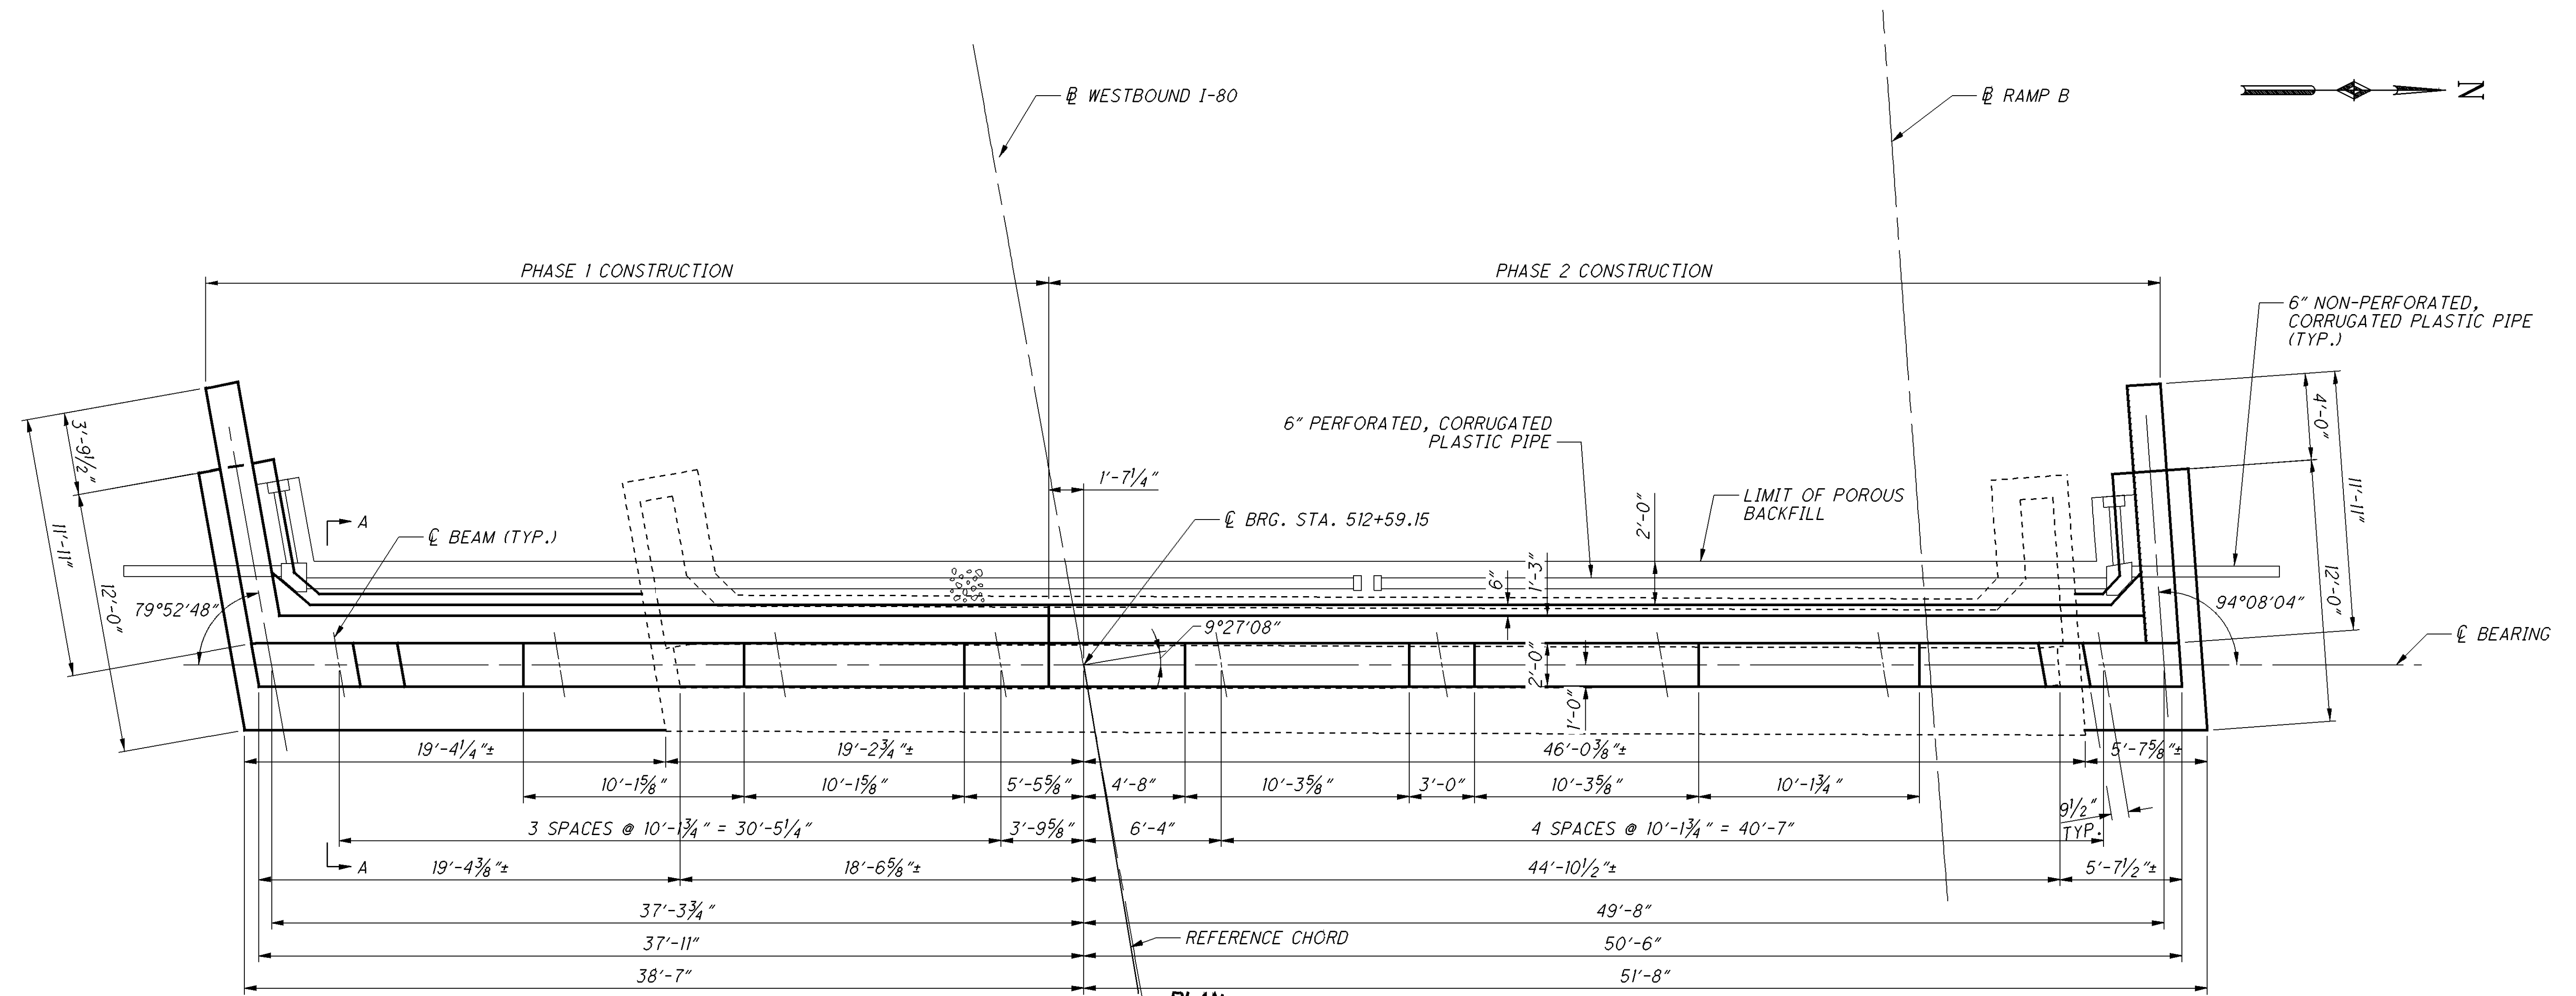 ℄ WESTBOUND I-80
℄ RAMP B
N
PHASE 1 CONSTRUCTION
PHASE 2 CONSTRUCTION
6" NON-PERFORATED,
CORRUGATED PLASTIC PIPE
(TYP.)
3'-9½"
11'-11"
12'-0"
79°52'48"
A
℄ BEAM (TYP.)
1'-7¼"
6" PERFORATED, CORRUGATED
PLASTIC PIPE
℄ BRG. STA. 512+59.15
9°27'08"
2'-0"
6"
1'-3"
LIMIT OF POROUS
BACKFILL
4'-0"
11'-11"
12'-0"
94°08'04"
℄ BEARING
2'-0"
1'-0"
19'-4¼"±
19'-2¾"±
46'-0⅜"±
5'-7⅝"±
10'-1⅝"
10'-1⅝"
5'-5⅝"
4'-8"
10'-3⅝"
3'-0"
10'-3⅝"
10'-1¾"
9½"
TYP.
3 SPACES @ 10'-1¾" = 30'-5¼"
3'-9⅝"
6'-4"
4 SPACES @ 10'-1¾" = 40'-7"
A
19'-4⅜"±
18'-6⅝"±
44'-10½"±
5'-7½"±
37'-3¾"
49'-8"
37'-11"
REFERENCE CHORD
50'-6"
38'-7"
51'-8"
PLAN